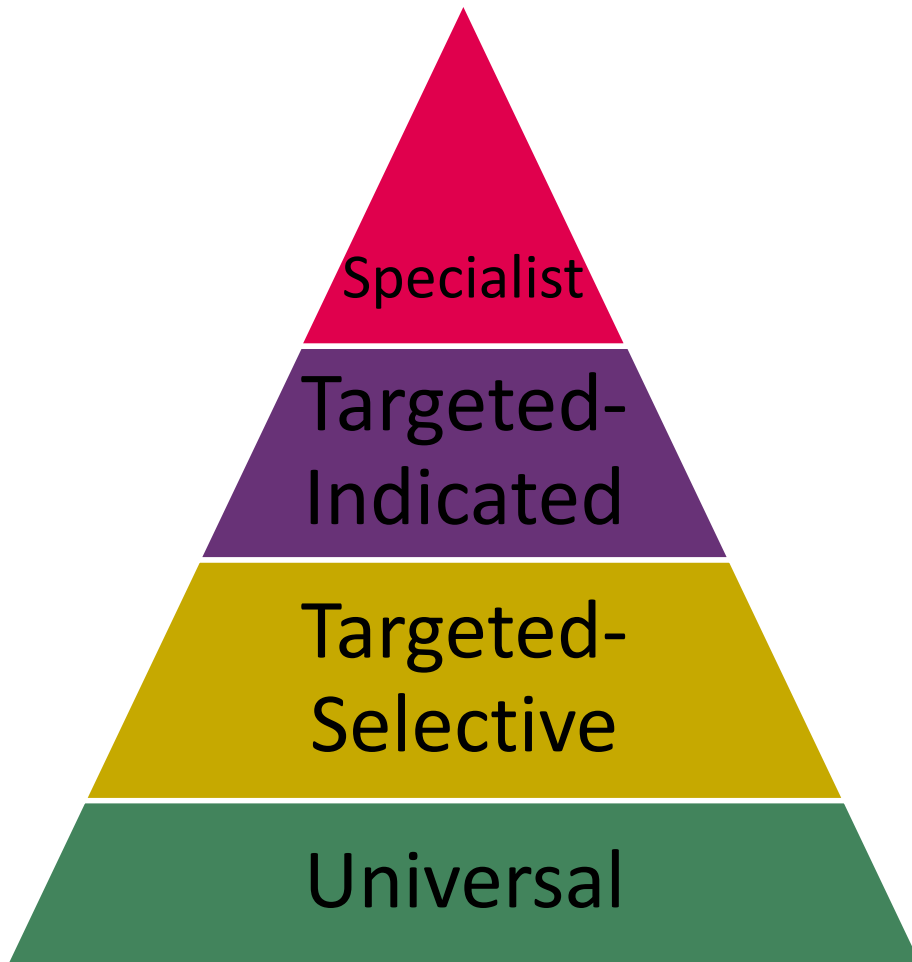 Specialist
Targeted-
Indicated
Targeted-
Selective
Universal